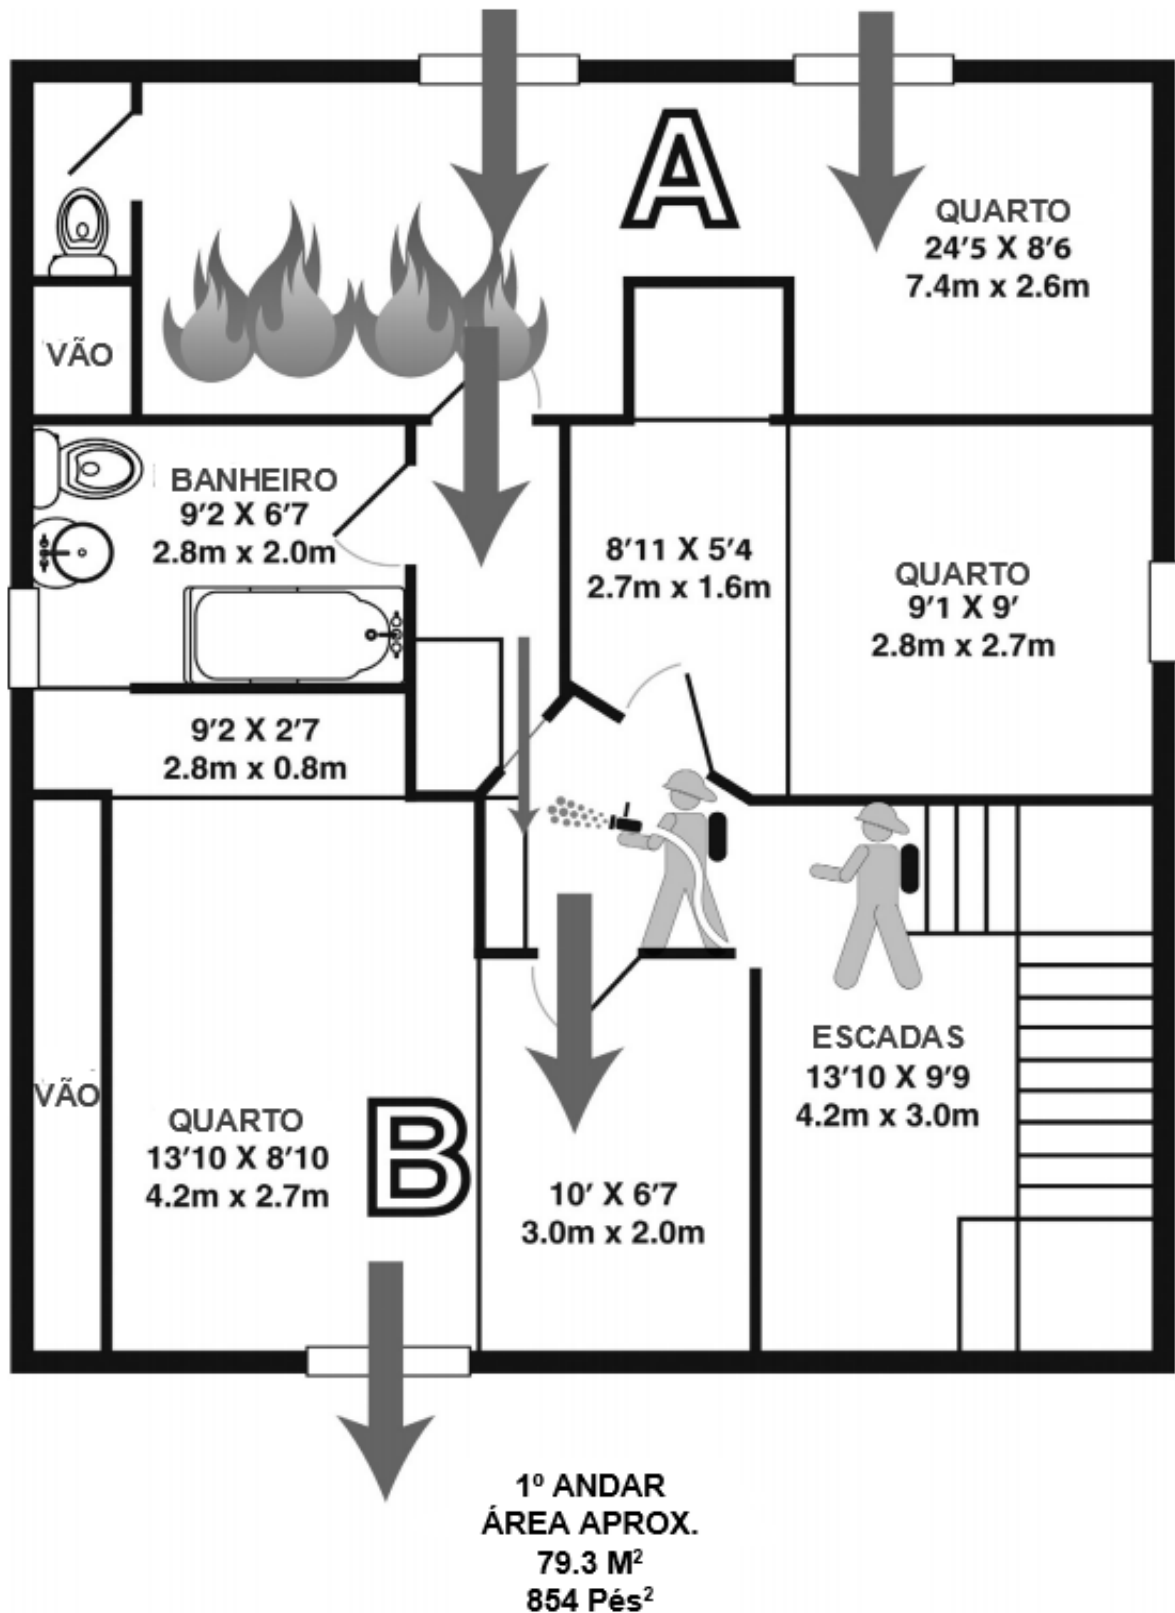 A
QUARTO
24'5 X 8'6
7.4m x 2.6m
VÃO
BANHEIRO
9'2 X 6'7
2.8m x 2.0m
8'11 X 5'4
2.7m x 1.6m
QUARTO
9'1 X 9'
2.8m x 2.7m
9'2 X 2'7
2.8m x 0.8m
VÃO
QUARTO
13'10 X 8'10
4.2m x 2.7m
B
10' X 6'7
3.0m x 2.0m
ESCADAS
13'10 X 9'9
4.2m x 3.0m
1º ANDAR
ÁREA APROX.
79.3 M²
854 Pés²